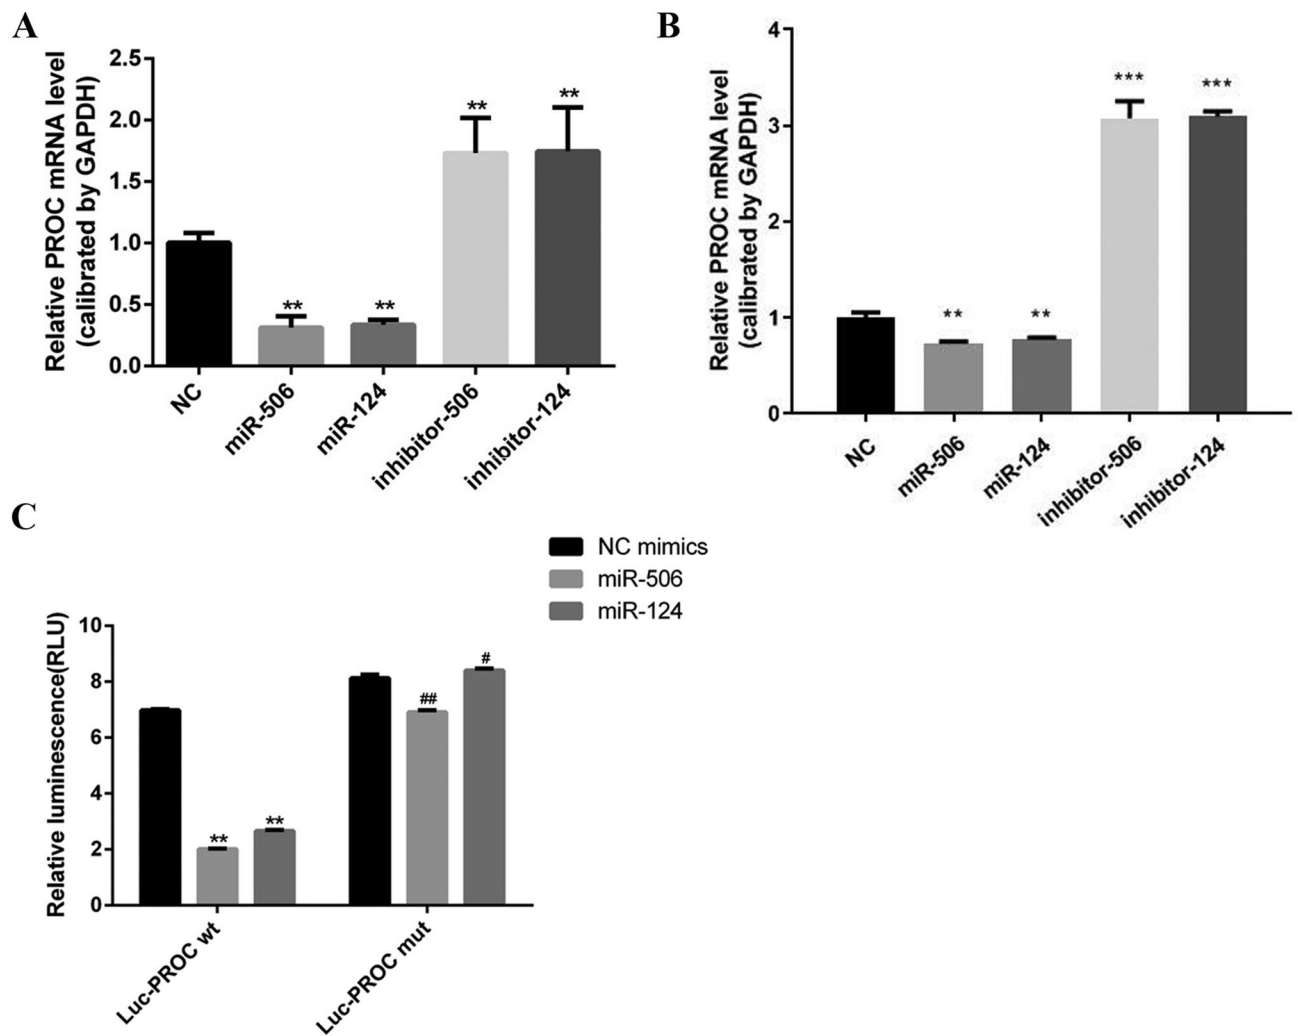 A
Relative PROC mRNA level
(calibrated by GAPDH)
2.5
2.0
1.5
1.0
0.5
0.0
**
**
**
**
NC
miR-506
miR-124
inhibitor-506
inhibitor-124
B
Relative PROC mRNA level
(calibrated by GAPDH)
4
3
2
1
0
**
**
***
***
NC
miR-506
miR-124
inhibitor-506
inhibitor-124
C
NC mimics
miR-506
miR-124
Relative luminescence(RLU)
10
8
6
4
2
0
**
**
##
#
Luc-PROC wt
Luc-PROC mut